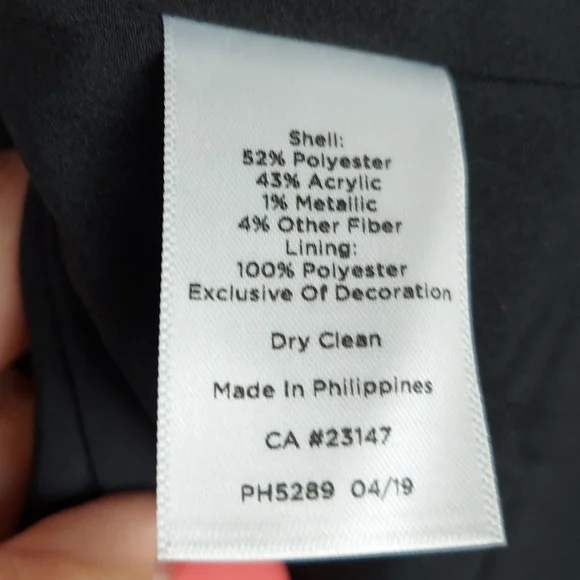 Shell:
52% Polyester
43% Acrylic
1% Metallic
4% Other Fiber
Lining:
100% Polyester
Exclusive Of Decoration
Dry Clean
Made In Philippines
CA #23147
PH5289 04/19